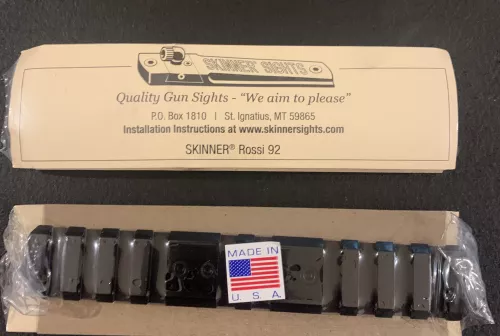 SKINNER SIGHTS
Quality Gun Sights - “We aim to please”
P.O. Box 1810 | St. Ignatius, MT 59865
Installation Instructions at www.skinnersights.com
SKINNER® Rossi 92
MADE IN
U.S.A.